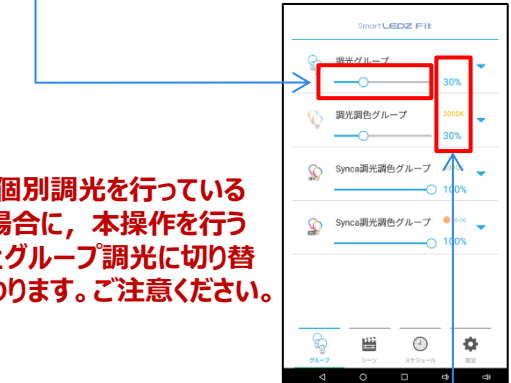 Smart LEDZ Fit
調光グループ
30%
調光調色グループ
3000K
30%
Synca調光調色グループ
100%
Synca調光調色グループ
100%
個別調光を行っている
場合に，本操作を行う
とグループ調光に切り替
わります。ご注意ください。
グループ
シーン
スケジュール
設定